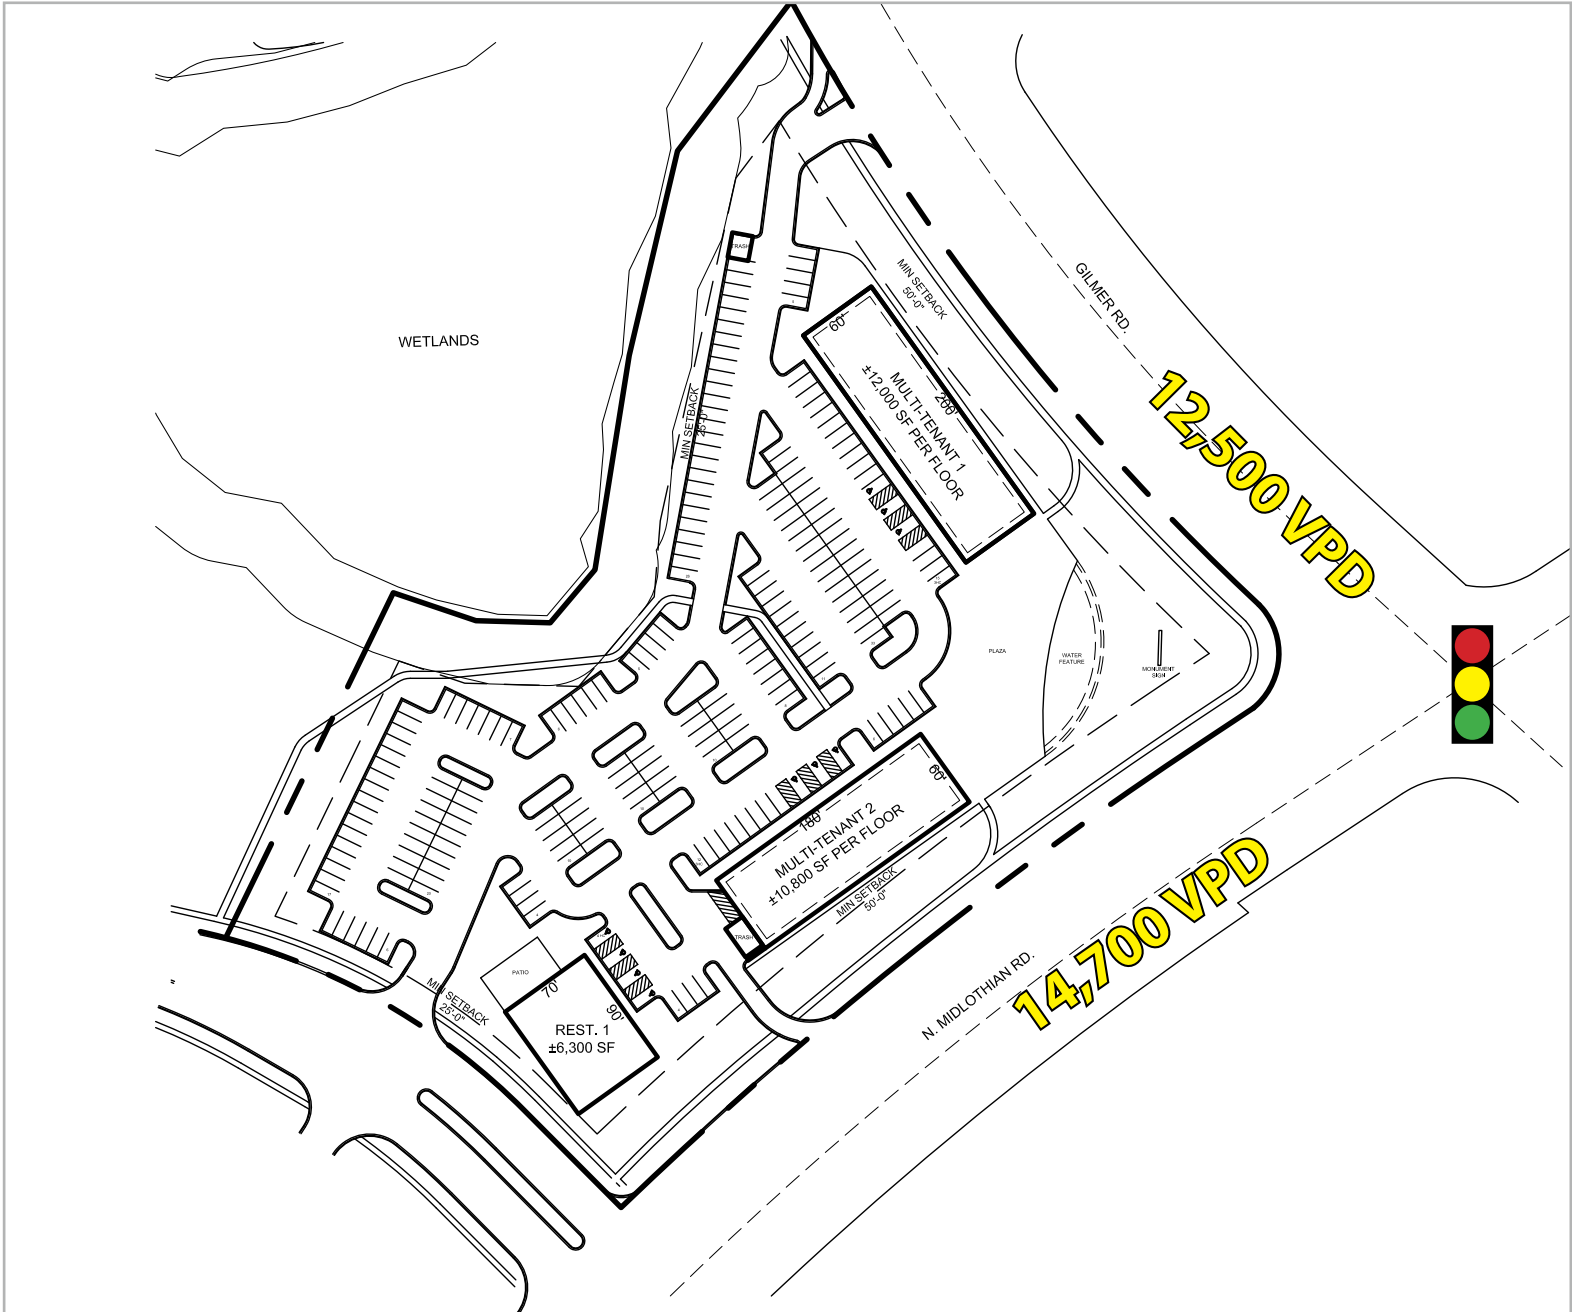 WETLANDS
TRASH
MIN SETBACK
50'-0"
GILMER RD.
12,500 VPD
60'
200'
MULTI-TENANT 1
±12,000 SF PER FLOOR
MIN SETBACK
25'-0"
PLAZA
WATER
FEATURE
MONUMENT
SIGN
60'
180'
MULTI-TENANT 2
±10,800 SF PER FLOOR
MIN SETBACK
50'-0"
TRASH
14,700 VPD
N. MIDLOTHIAN RD.
PATIO
70'
90'
REST. 1
±6,300 SF
MIN SETBACK
25'-0"